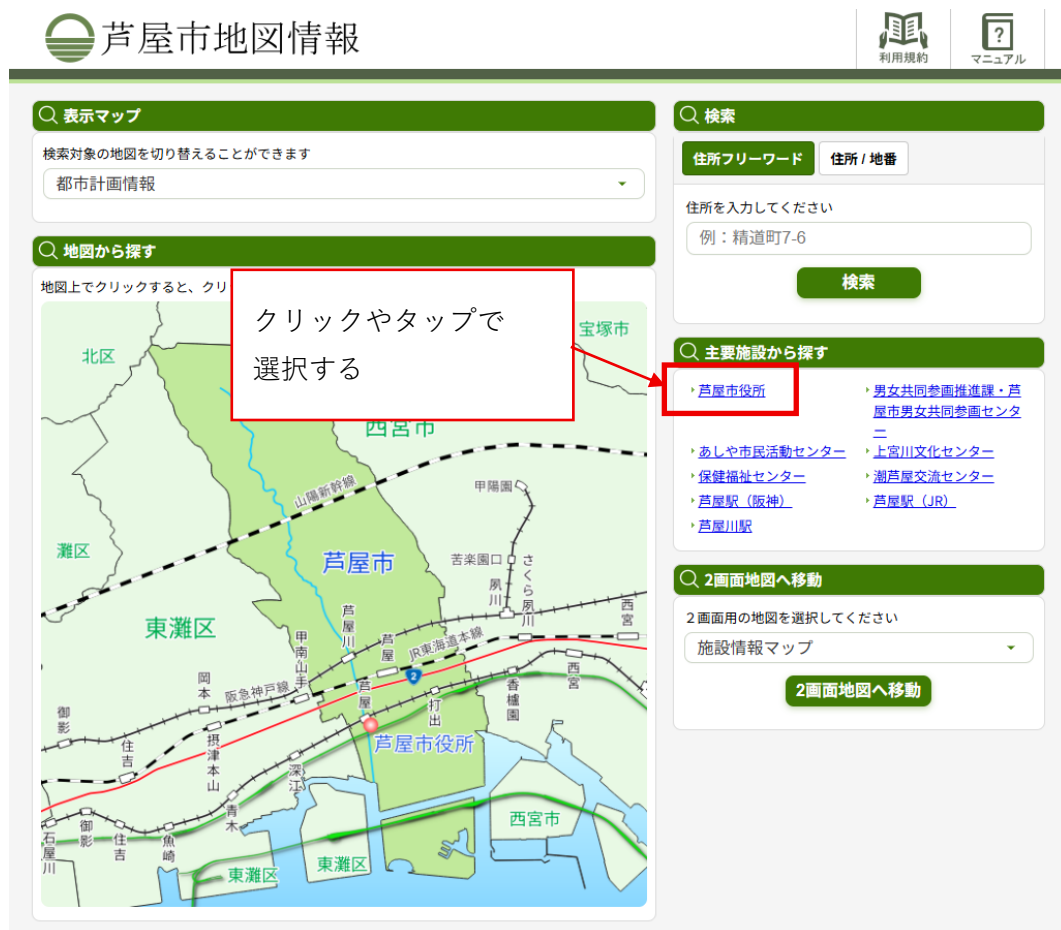 芦屋市地図情報
利用規約
?
マニュアル
表示マップ
検索対象の地図を切り替えることができます
都市計画情報
地図から探す
地図上でクリックすると、クリ
クリックやタップで
選択する
北区
宝塚市
西宮市
山陽新幹線
甲陽園
灘区
芦屋市
苦楽園口
さくら夙川
夙川
西宮
東灘区
芦屋川
甲南山手
芦屋
JR東海道本線
2
岡本
阪急神戸線
芦屋
打出
香櫨園
西宮
御影
住吉
摂津本山
芦屋市役所
深江
青木
西宮市
石屋川
御影
住吉
魚崎
東灘区
東灘区
検索
住所フリーワード
住所 / 地番
住所を入力してください
例：精道町7-6
検索
主要施設から探す
芦屋市役所
男女共同参画推進課・芦
屋市男女共同参画センタ
ー
あしや市民活動センター
上宮川文化センター
保健福祉センター
潮芦屋交流センター
芦屋駅（阪神）
芦屋駅（JR）
芦屋川駅
2画面地図へ移動
２画面用の地図を選択してください
施設情報マップ
2画面地図へ移動